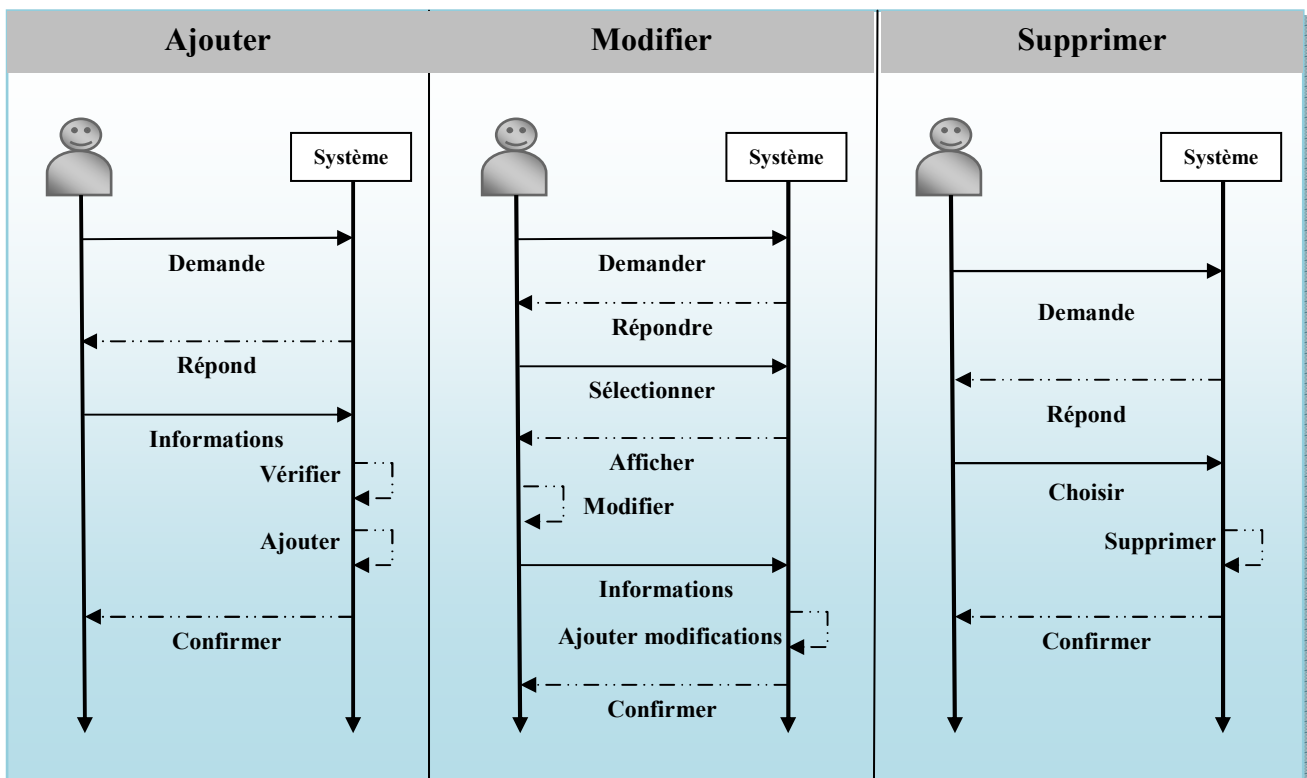 Ajouter
Système
Demande
Répond
Informations
Vérifier
Ajouter
Confirmer
Modifier
Système
Demander
Répondre
Sélectionner
Afficher
Modifier
Informations
Ajouter modifications
Confirmer
Supprimer
Système
Demande
Répond
Choisir
Supprimer
Confirmer